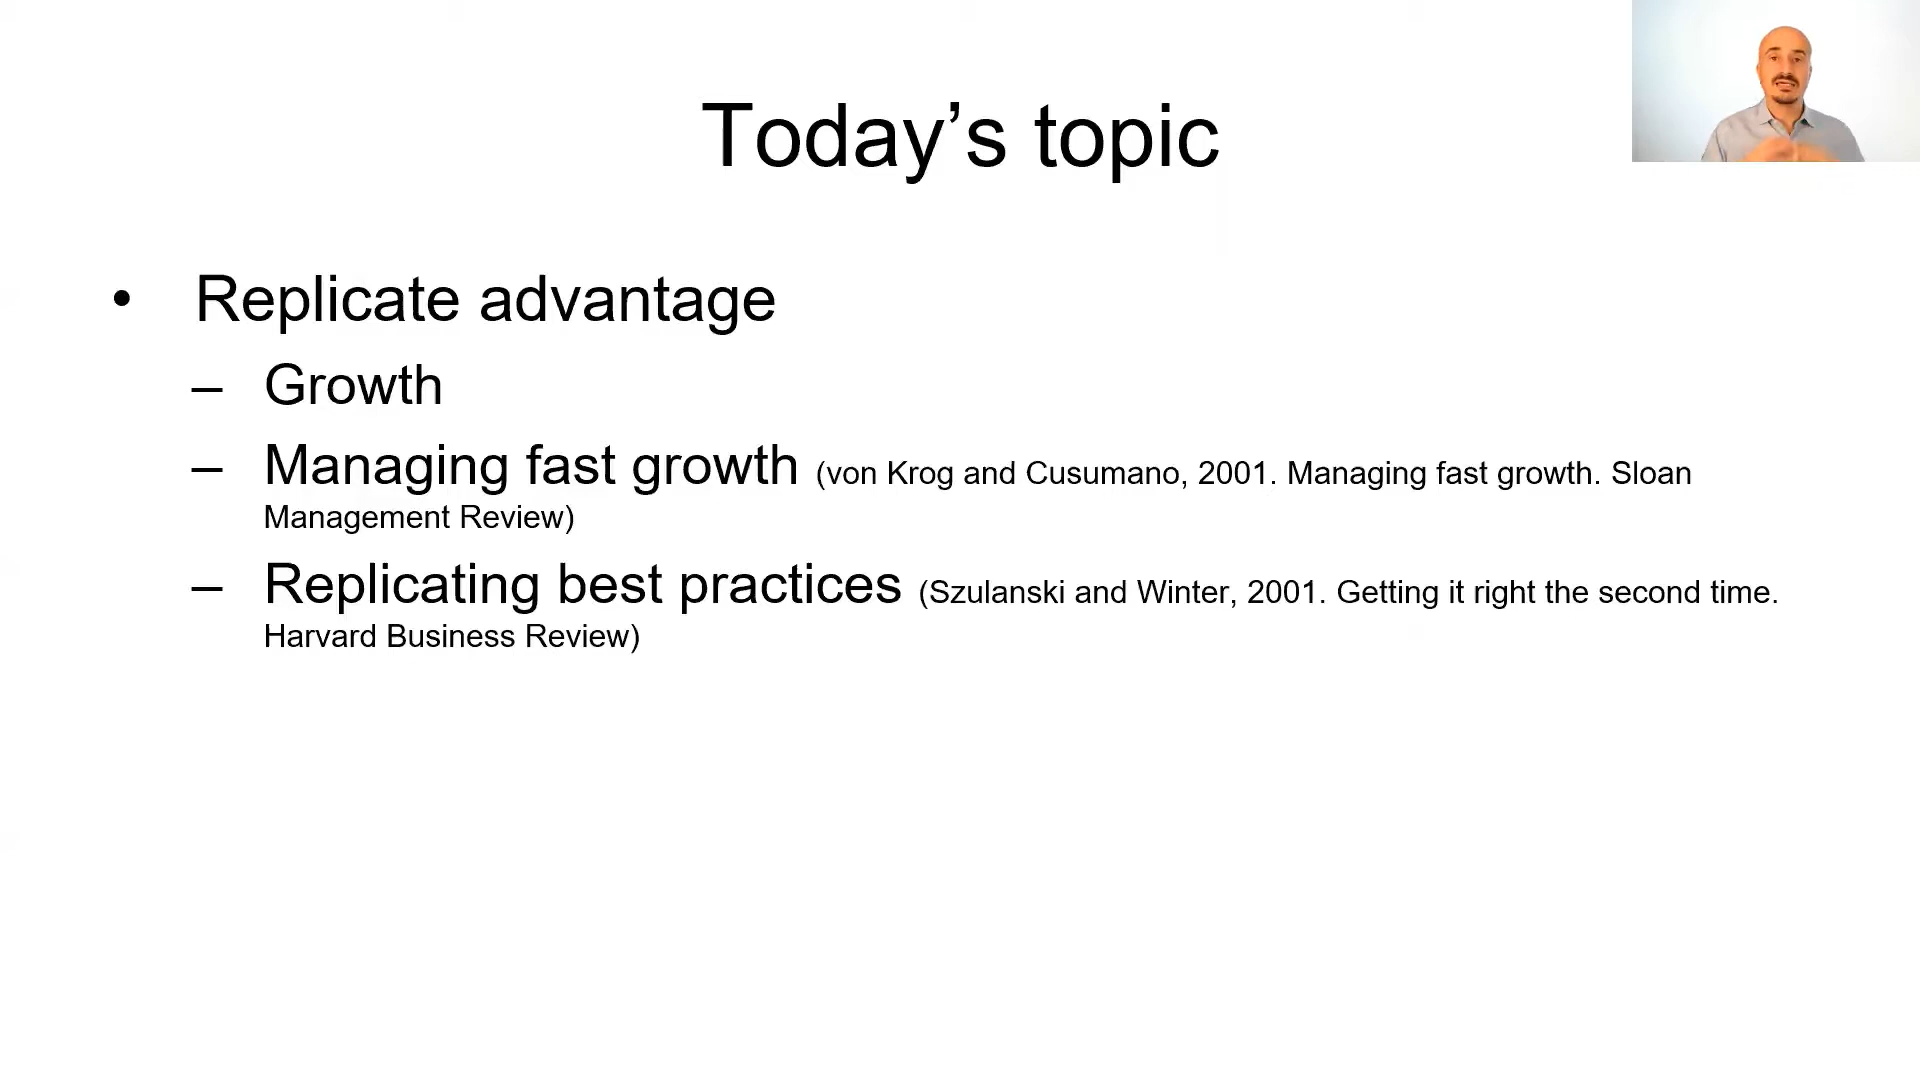 Today’s topic
• Replicate advantage
– Growth
– Managing fast growth (von Krog and Cusumano, 2001. Managing fast growth. Sloan
Management Review)
– Replicating best practices (Szulanski and Winter, 2001. Getting it right the second time.
Harvard Business Review)